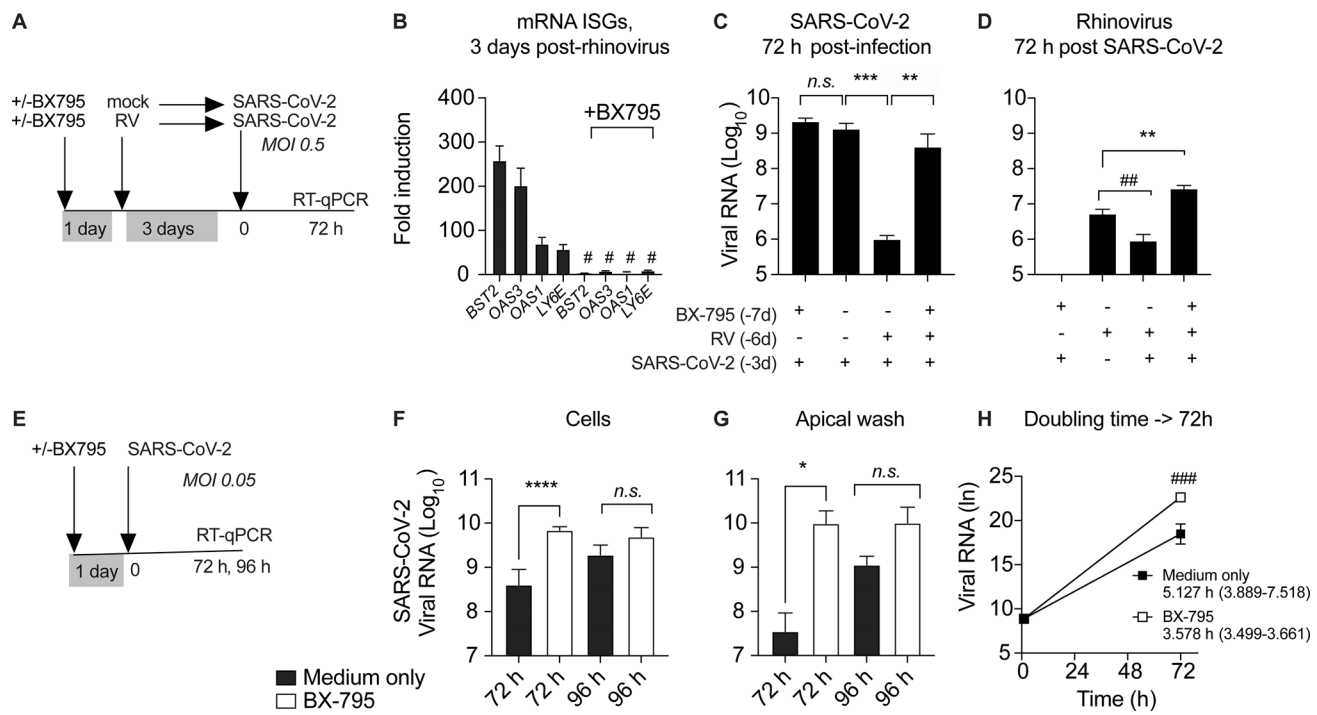 A
+/-BX795 mock SARS-CoV-2
+/-BX795 RV SARS-CoV-2
MOI 0.5
RT-qPCR
1 day 3 days 0 72 h
B
mRNA ISGs,
3 days post-rhinovirus
+BX795
Fold induction
400
300
200
100
0
# # # #
BST2 OAS3 OAS1 LY6E BST2 OAS3 OAS1 LY6E
C
SARS-CoV-2
72 h post-infection
n.s. *** **
Viral RNA (Log10)
10
9
8
7
6
5
BX-795 (-7d) + - - +
RV (-6d) - - + +
SARS-CoV-2 (-3d) + + + +
D
Rhinovirus
72 h post SARS-CoV-2
**
##
10
9
8
7
6
5
+ - - +
- + + +
+ - + +
E
+/-BX795 SARS-CoV-2
MOI 0.05
RT-qPCR
1 day 0 72 h, 96 h
F
Cells
**** n.s.
SARS-CoV-2
Viral RNA (Log10)
11
10
9
8
7
72 h 72 h 96 h 96 h
Medium only
BX-795
G
Apical wash
* n.s.
11
10
9
8
7
72 h 72 h 96 h 96 h
H
Doubling time -> 72h
###
Viral RNA (ln)
25
20
15
10
5
Medium only
5.127 h (3.889-7.518)
BX-795
3.578 h (3.499-3.661)
0 24 48 72
Time (h)